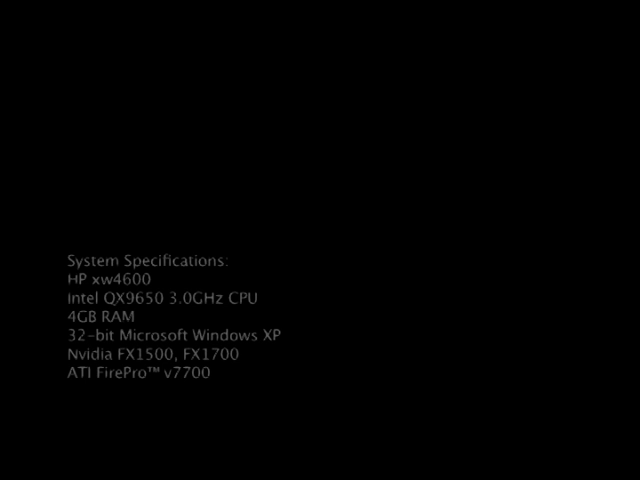 System Specifications:
HP xw4600
Intel QX9650 3.0GHz CPU
4GB RAM
32-bit Microsoft Windows XP
Nvidia FX1500, FX1700
ATI FirePro™ v7700